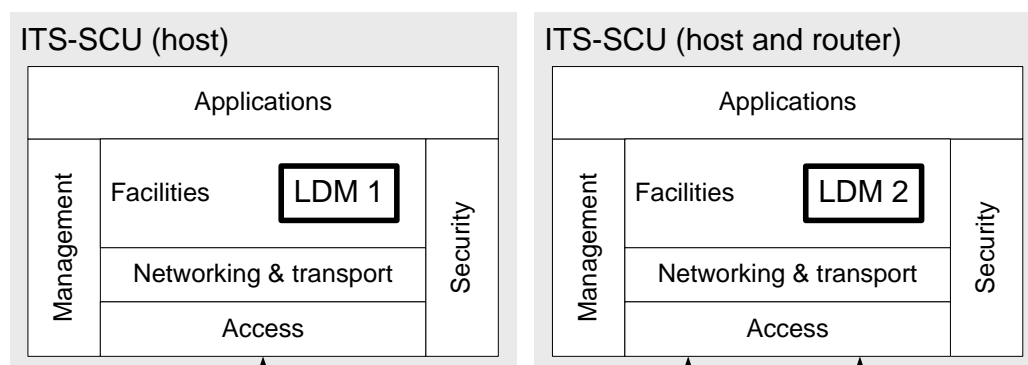 ITS-SCU (host)
Applications
Management
Facilities
LDM 1
Security
Networking & transport
Access
ITS-SCU (host and router)
Applications
Management
Facilities
LDM 2
Security
Networking & transport
Access